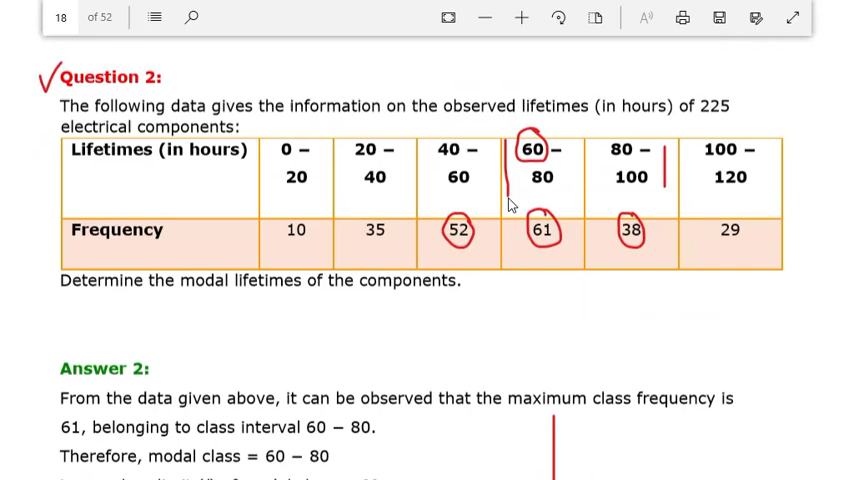 18 of 52
Question 2:
The following data gives the information on the observed lifetimes (in hours) of 225
electrical components:
Lifetimes (in hours) 0 – 20 – 40 – 60 – 80 – 100 –
20 40 60 80 100 120
Frequency 10 35 52 61 38 29
Determine the modal lifetimes of the components.
Answer 2:
From the data given above, it can be observed that the maximum class frequency is
61, belonging to class interval 60 − 80.
Therefore, modal class = 60 − 80